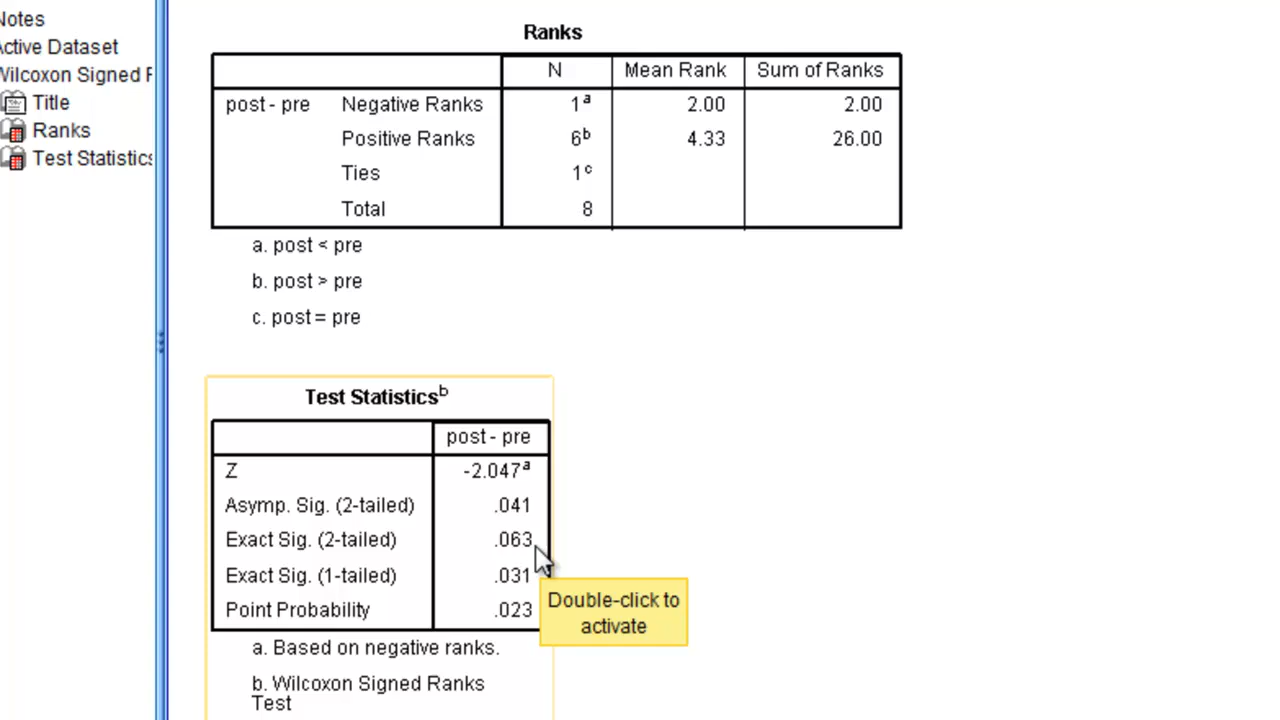 Notes
Active Dataset
Wilcoxon Signed R
Title
Ranks
Test Statistics
Ranks
N Mean Rank Sum of Ranks
post - pre Negative Ranks 1a 2.00 2.00
Positive Ranks 6b 4.33 26.00
Ties 1c
Total 8
a. post < pre
b. post > pre
c. post = pre
Test Statisticsb
post - pre
Z -2.047a
Asymp. Sig. (2-tailed) .041
Exact Sig. (2-tailed) .063
Exact Sig. (1-tailed) .031
Point Probability .023
Double-click to
activate
a. Based on negative ranks.
b. Wilcoxon Signed Ranks
Test